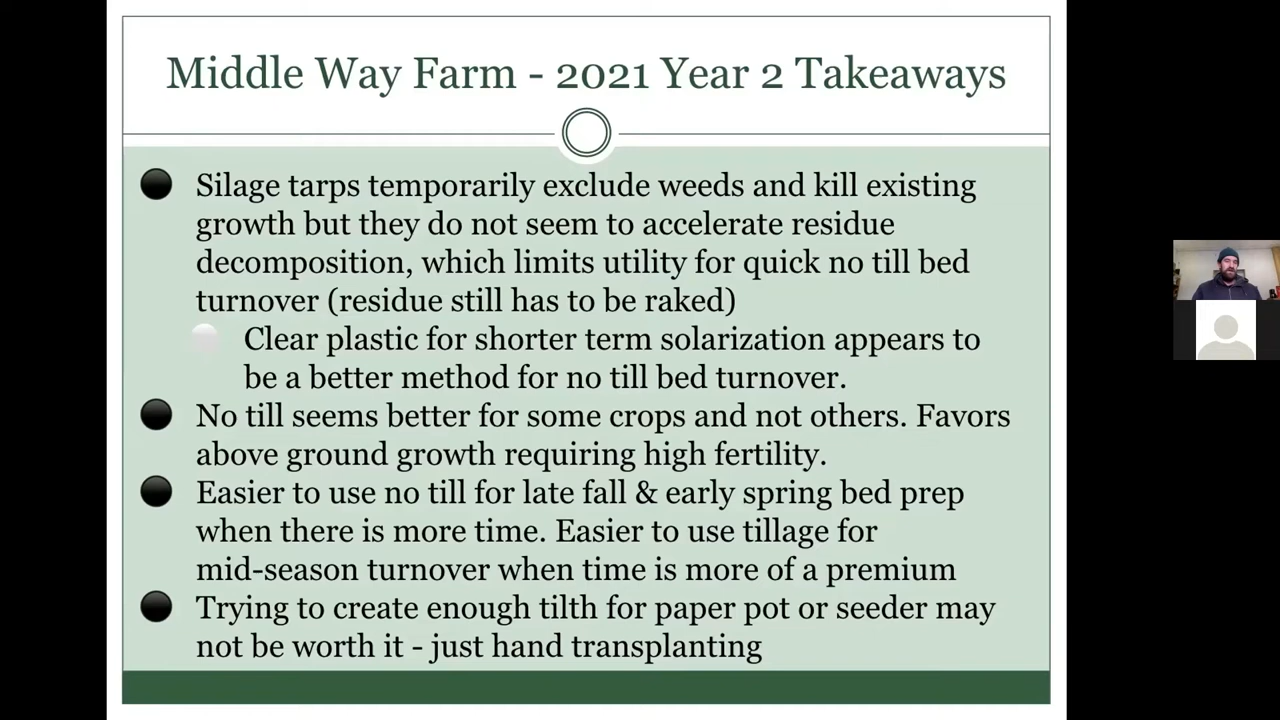 Middle Way Farm - 2021 Year 2 Takeaways
Silage tarps temporarily exclude weeds and kill existing
growth but they do not seem to accelerate residue
decomposition, which limits utility for quick no till bed
turnover (residue still has to be raked)
Clear plastic for shorter term solarization appears to
be a better method for no till bed turnover.
No till seems better for some crops and not others. Favors
above ground growth requiring high fertility.
Easier to use no till for late fall & early spring bed prep
when there is more time. Easier to use tillage for
mid-season turnover when time is more of a premium
Trying to create enough tilth for paper pot or seeder may
not be worth it - just hand transplanting